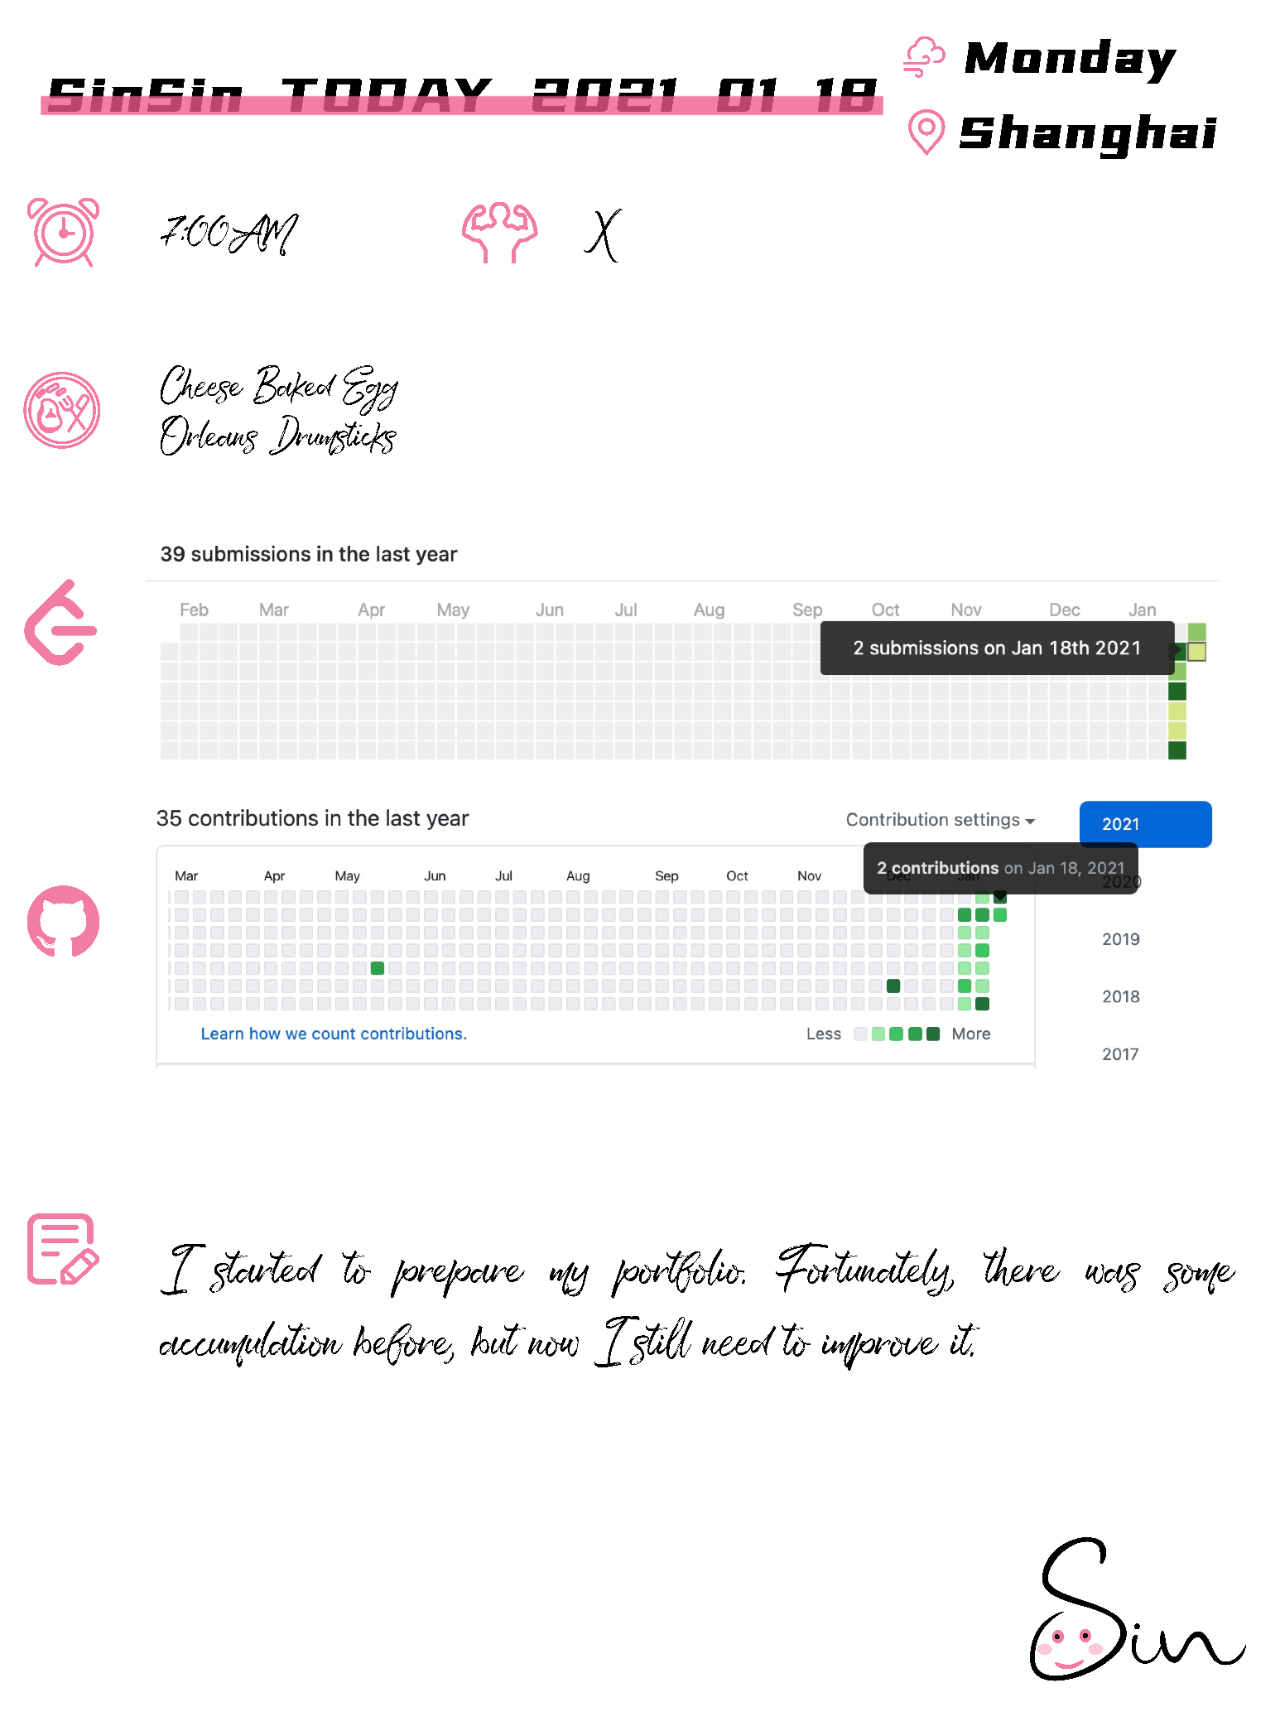 SinSin TODAY 2021 01 18
Monday
Shanghai
7:00AM
X
Cheese Baked Egg
Orleans Drumsticks
39 submissions in the last year
Feb Mar Apr May Jun Jul Aug Sep Oct Nov Dec Jan
2 submissions on Jan 18th 2021
35 contributions in the last year
Contribution settings
2021
2 contributions on Jan 18, 2021
Mar Apr May Jun Jul Aug Sep Oct Nov Dec Jan
2020
2019
2018
Learn how we count contributions.
Less
More
2017
I started to prepare my portfolio. Fortunately, there was some
accumulation before, but now I still need to improve it.
Sin